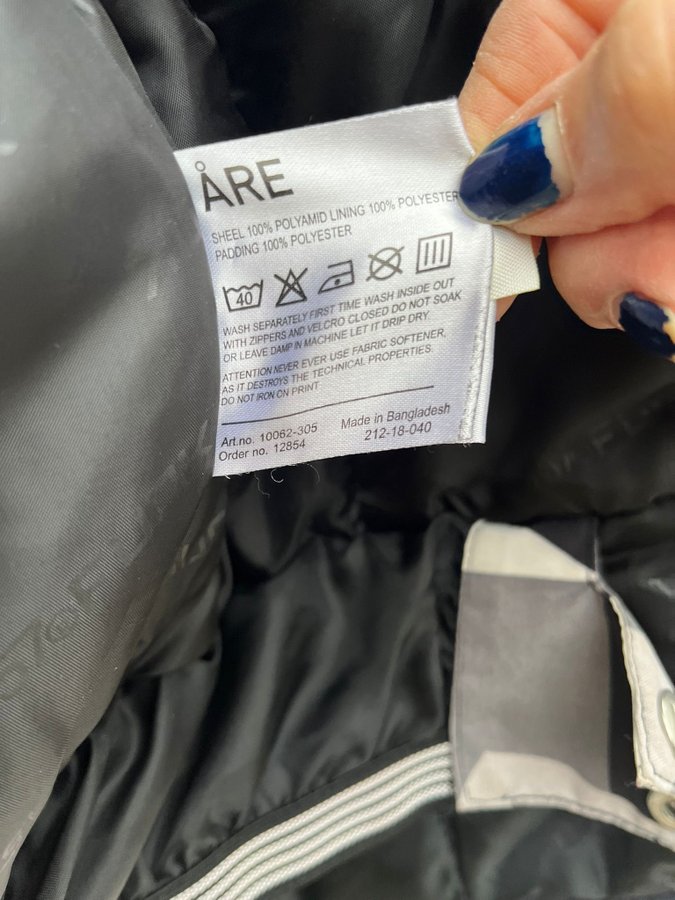 ÅRE
SHEEL 100% POLYAMID LINING 100% POLYESTER
PADDING 100% POLYESTER
40
WASH SEPARATELY FIRST TIME WASH INSIDE OUT
WITH ZIPPERS AND VELCRO CLOSED DO NOT SOAK
OR LEAVE DAMP IN MACHINE LET IT DRIP DRY.
ATTENTION NEVER EVER USE FABRIC SOFTENER,
AS IT DESTROYS THE TECHNICAL PROPERTIES.
DO NOT IRON ON PRINT
Art.no. 10062-305 Made in Bangladesh
Order no. 12854 212-18-040